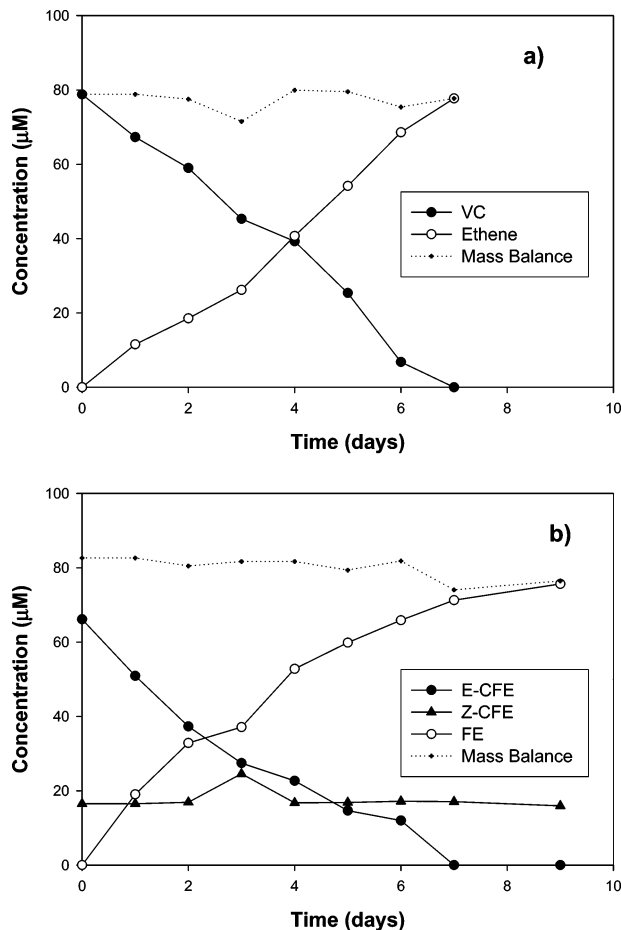 100
80
60
40
20
0
Concentration (µM)
a)
VC
Ethene
Mass Balance
0 2 4 6 8 10
Time (days)
100
80
60
40
20
0
Concentration (µM)
b)
E-CFE
Z-CFE
FE
Mass Balance
0 2 4 6 8 10
Time (days)